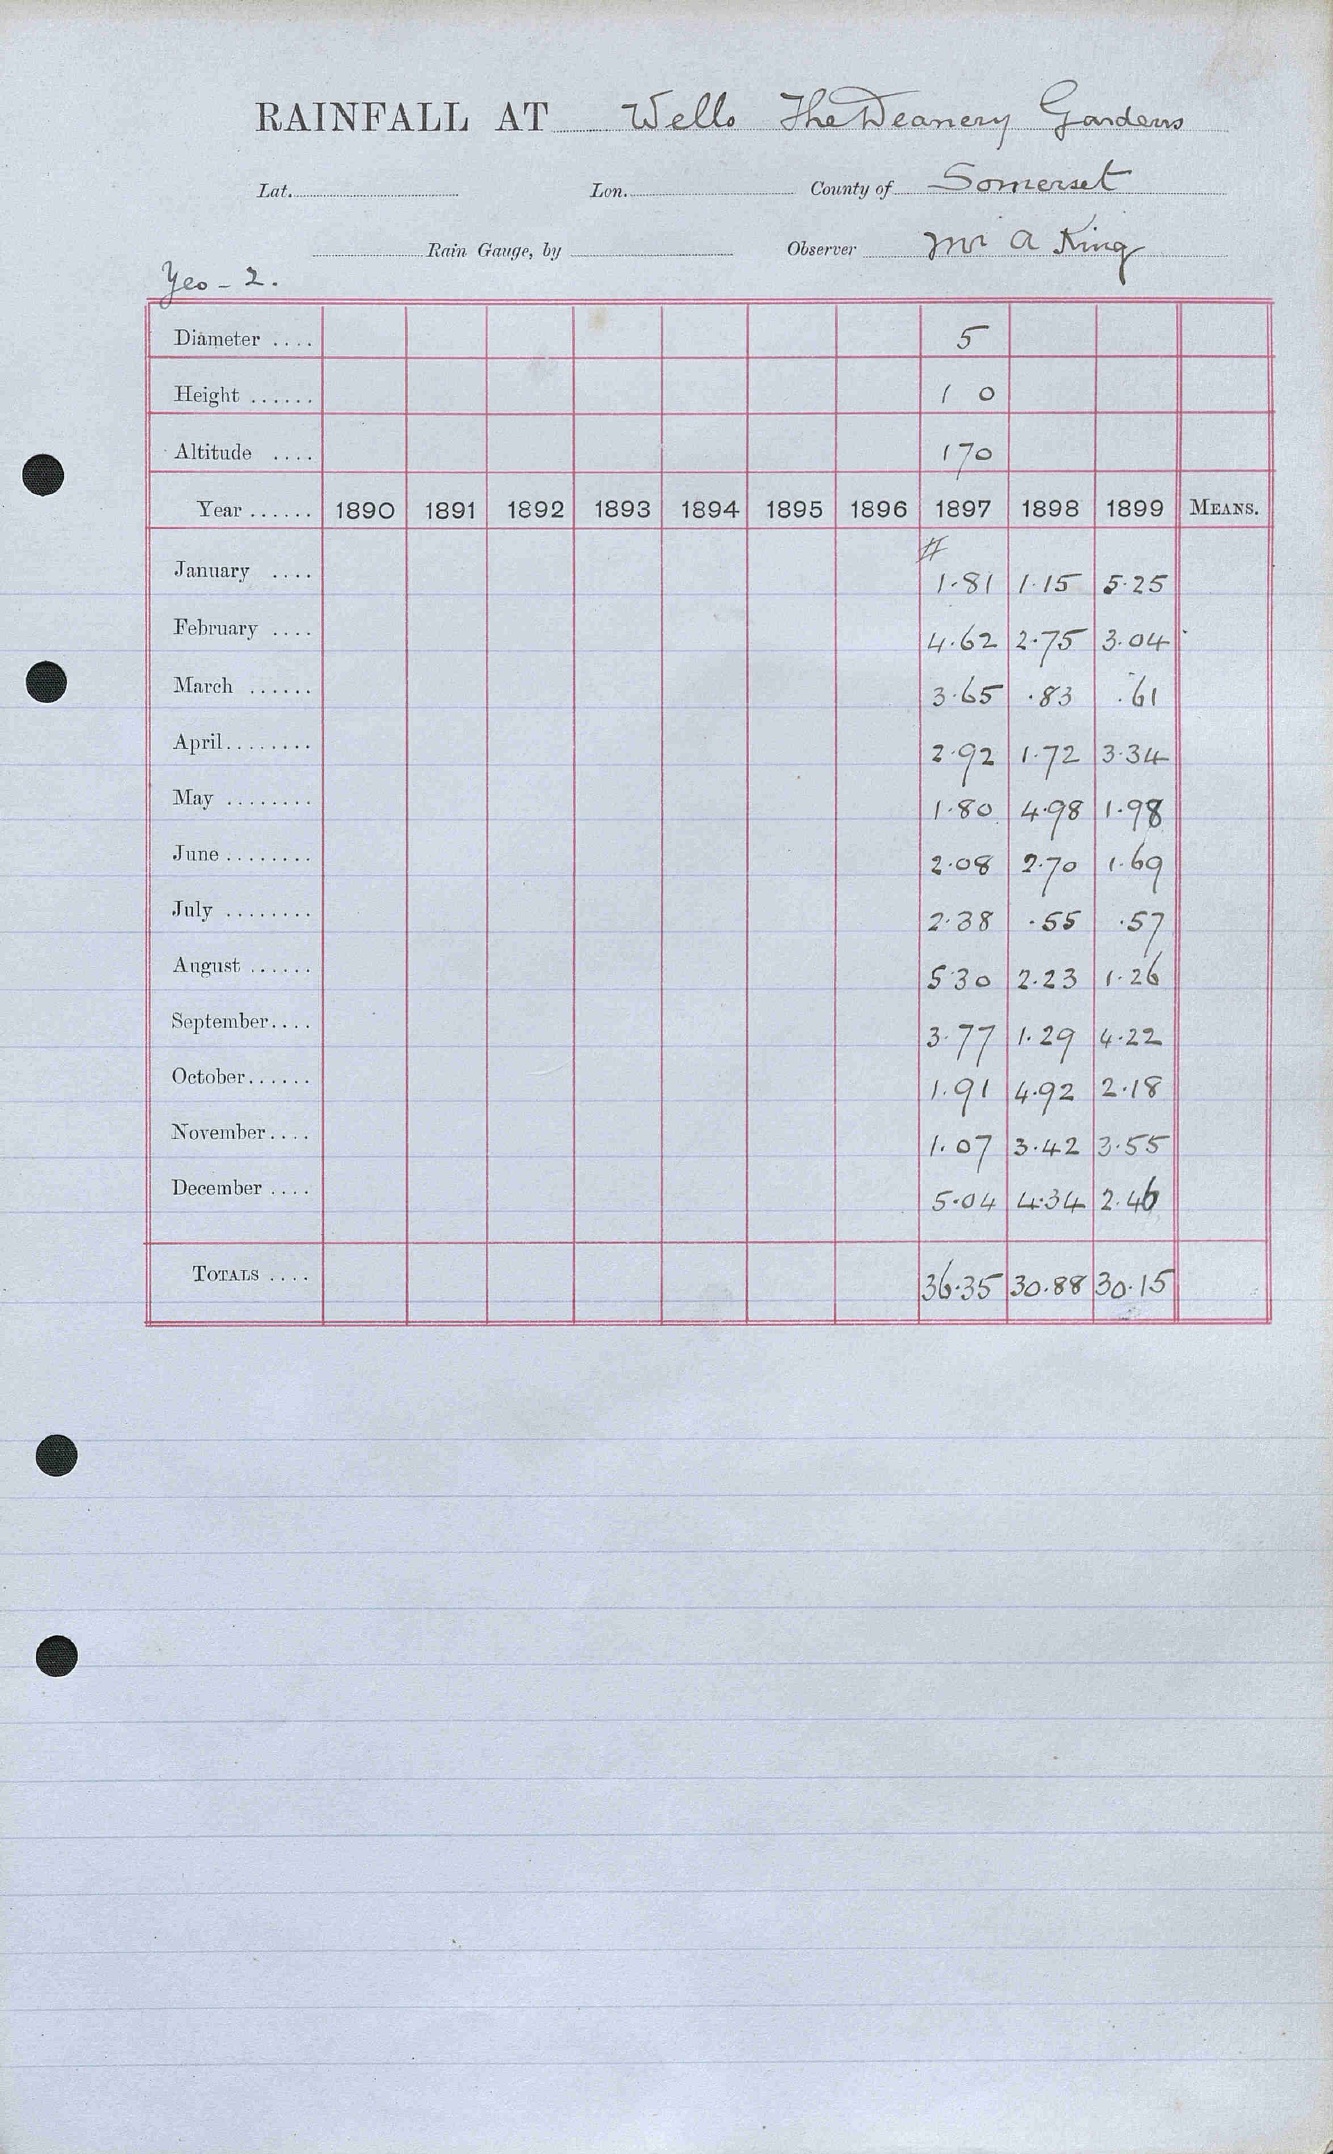 RAINFALL AT Wells The Deanery Gardens
Lat. Lon. County of Somerset
Rain Gauge, by Observer Mr A King
Yeo - 2.
Diameter .... 5
Height ...... 1 0
Altitude .... 170
Year ...... 1890 1891 1892 1893 1894 1895 1896 1897 1898 1899 MEANS.
#
January .... 1.81 1.15 5.25
February .... 4.62 2.75 3.04
March ...... 3.65 .83 .61
April........ 2.92 1.72 3.34
May ........ 1.80 4.98 1.98
June ........ 2.08 2.70 1.69
July ........ 2.38 .55 .57
August ...... 5.30 2.23 1.26
September.... 3.77 1.29 4.22
October...... 1.91 4.92 2.18
November.... 1.07 3.42 3.55
December .... 5.04 4.34 2.46
TOTALS .... 36.35 30.88 30.15